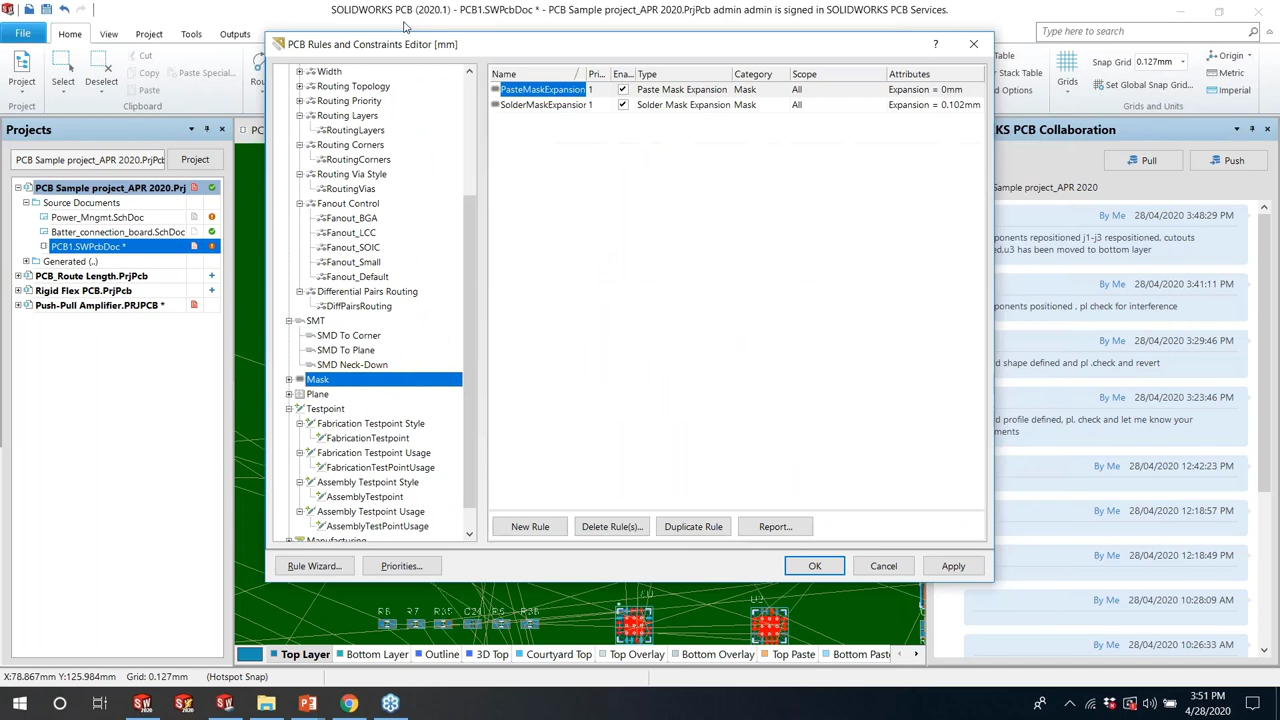 SOLIDWORKS PCB (2020.1) - PCB1.SWPcbDoc * - PCB Sample project_APR 2020.PrjPcb admin admin is signed in SOLIDWORKS PCB Services.
File Home View Project Tools Outputs
Type here to search
Project
Select
Deselect
Cut
Copy
Paste
Paste Special...
Project
Clipboard
Table
Stack Table
Options
Grids
Snap Grid 0.127mm
Set Global Snap Grid...
Grids and Units
Origin
Metric
Imperial
Projects
PCB Sample project_APR 2020.PrjPcb
Project
PCB Sample project_APR 2020.Prj
Source Documents
Power_Mngmt.SchDoc
Batter_connection_board.SchDoc
PCB1.SWPcbDoc *
Generated (..)
PCB_Route Length.PrjPcb
Rigid Flex PCB.PrjPcb
Push-Pull Amplifier.PRJPCB *
PC
PCB Rules and Constraints Editor [mm]
Width
Routing Topology
Routing Priority
Routing Layers
RoutingLayers
Routing Corners
RoutingCorners
Routing Via Style
RoutingVias
Fanout Control
Fanout_BGA
Fanout_LCC
Fanout_SOIC
Fanout_Small
Fanout_Default
Differential Pairs Routing
DiffPairsRouting
SMT
SMD To Corner
SMD To Plane
SMD Neck-Down
Mask
Plane
Testpoint
Fabrication Testpoint Style
FabricationTestpoint
Fabrication Testpoint Usage
FabricationTestPointUsage
Assembly Testpoint Style
AssemblyTestpoint
Assembly Testpoint Usage
AssemblyTestPointUsage
Manufacturing
Name Pri... Ena... Type Category Scope Attributes
PasteMaskExpansion 1 Paste Mask Expansion Mask All Expansion = 0mm
SolderMaskExpansion 1 Solder Mask Expansion Mask All Expansion = 0.102mm
New Rule
Delete Rule(s)...
Duplicate Rule
Report...
Rule Wizard...
Priorities...
OK
Cancel
Apply
KS PCB Collaboration
Pull
Push
Sample project_APR 2020
By Me 28/04/2020 3:48:29 PM
ponents repositioned j1-j3 respositioned, cutouts
d,u3 has been moved to bottom layer
By Me 28/04/2020 3:41:11 PM
ponents positioned , pl check for interference
By Me 28/04/2020 3:29:46 PM
rd shape defined and pl .check and revert
By Me 28/04/2020 3:23:46 PM
rd profile defined, pl. check and let me know your
ments
By Me 28/04/2020 12:42:23 PM
By Me 28/04/2020 12:18:57 PM
By Me 28/04/2020 12:18:49 PM
By Me 28/04/2020 10:28:09 AM
By Me 28/04/2020 10:26:33 AM
R7 R35 C24
Top Layer
Bottom Layer
Outline
3D Top
Courtyard Top
Top Overlay
Bottom Overlay
Top Paste
Bottom Paste
X:78.867mm Y:125.984mm Grid: 0.127mm (Hotspot Snap)
3:51 PM
4/28/2020